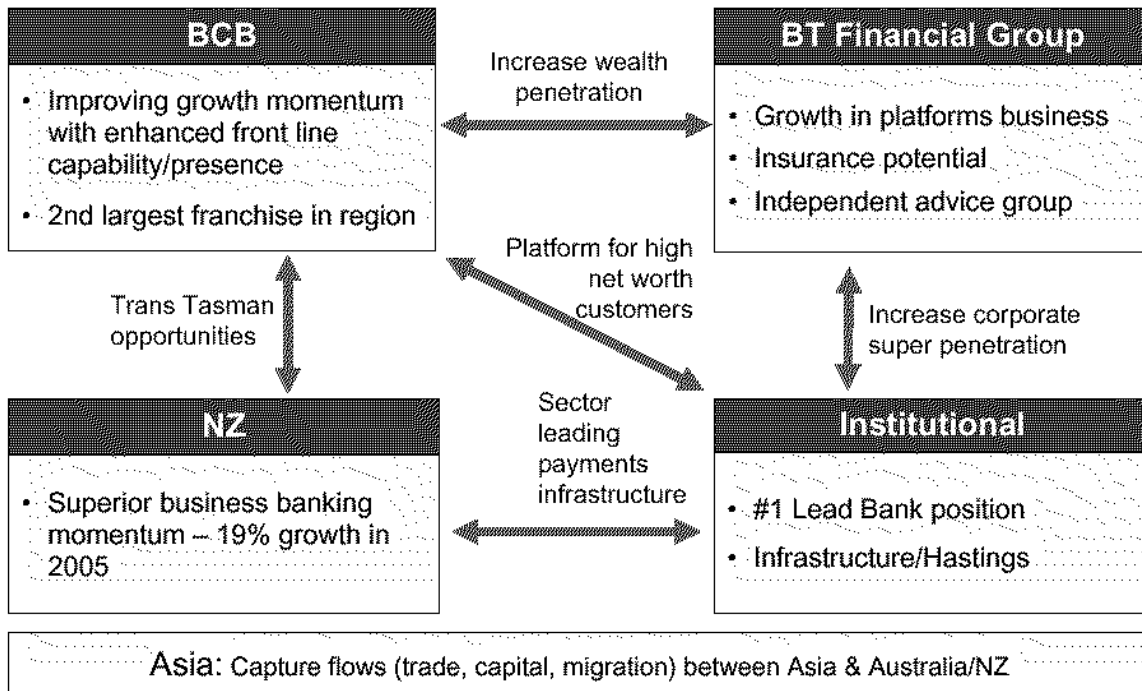 BCB
• Improving growth momentum
with enhanced front line
capability/presence
• 2nd largest franchise in region
Increase wealth
penetration
BT Financial Group
• Growth in platforms business
• Insurance potential
• Independent advice group
Trans Tasman
opportunities
Platform for high
net worth
customers
Increase corporate
super penetration
NZ
• Superior business banking
momentum – 19% growth in
2005
Sector
leading
payments
infrastructure
Institutional
• #1 Lead Bank position
• Infrastructure/Hastings
Asia: Capture flows (trade, capital, migration) between Asia & Australia/NZ